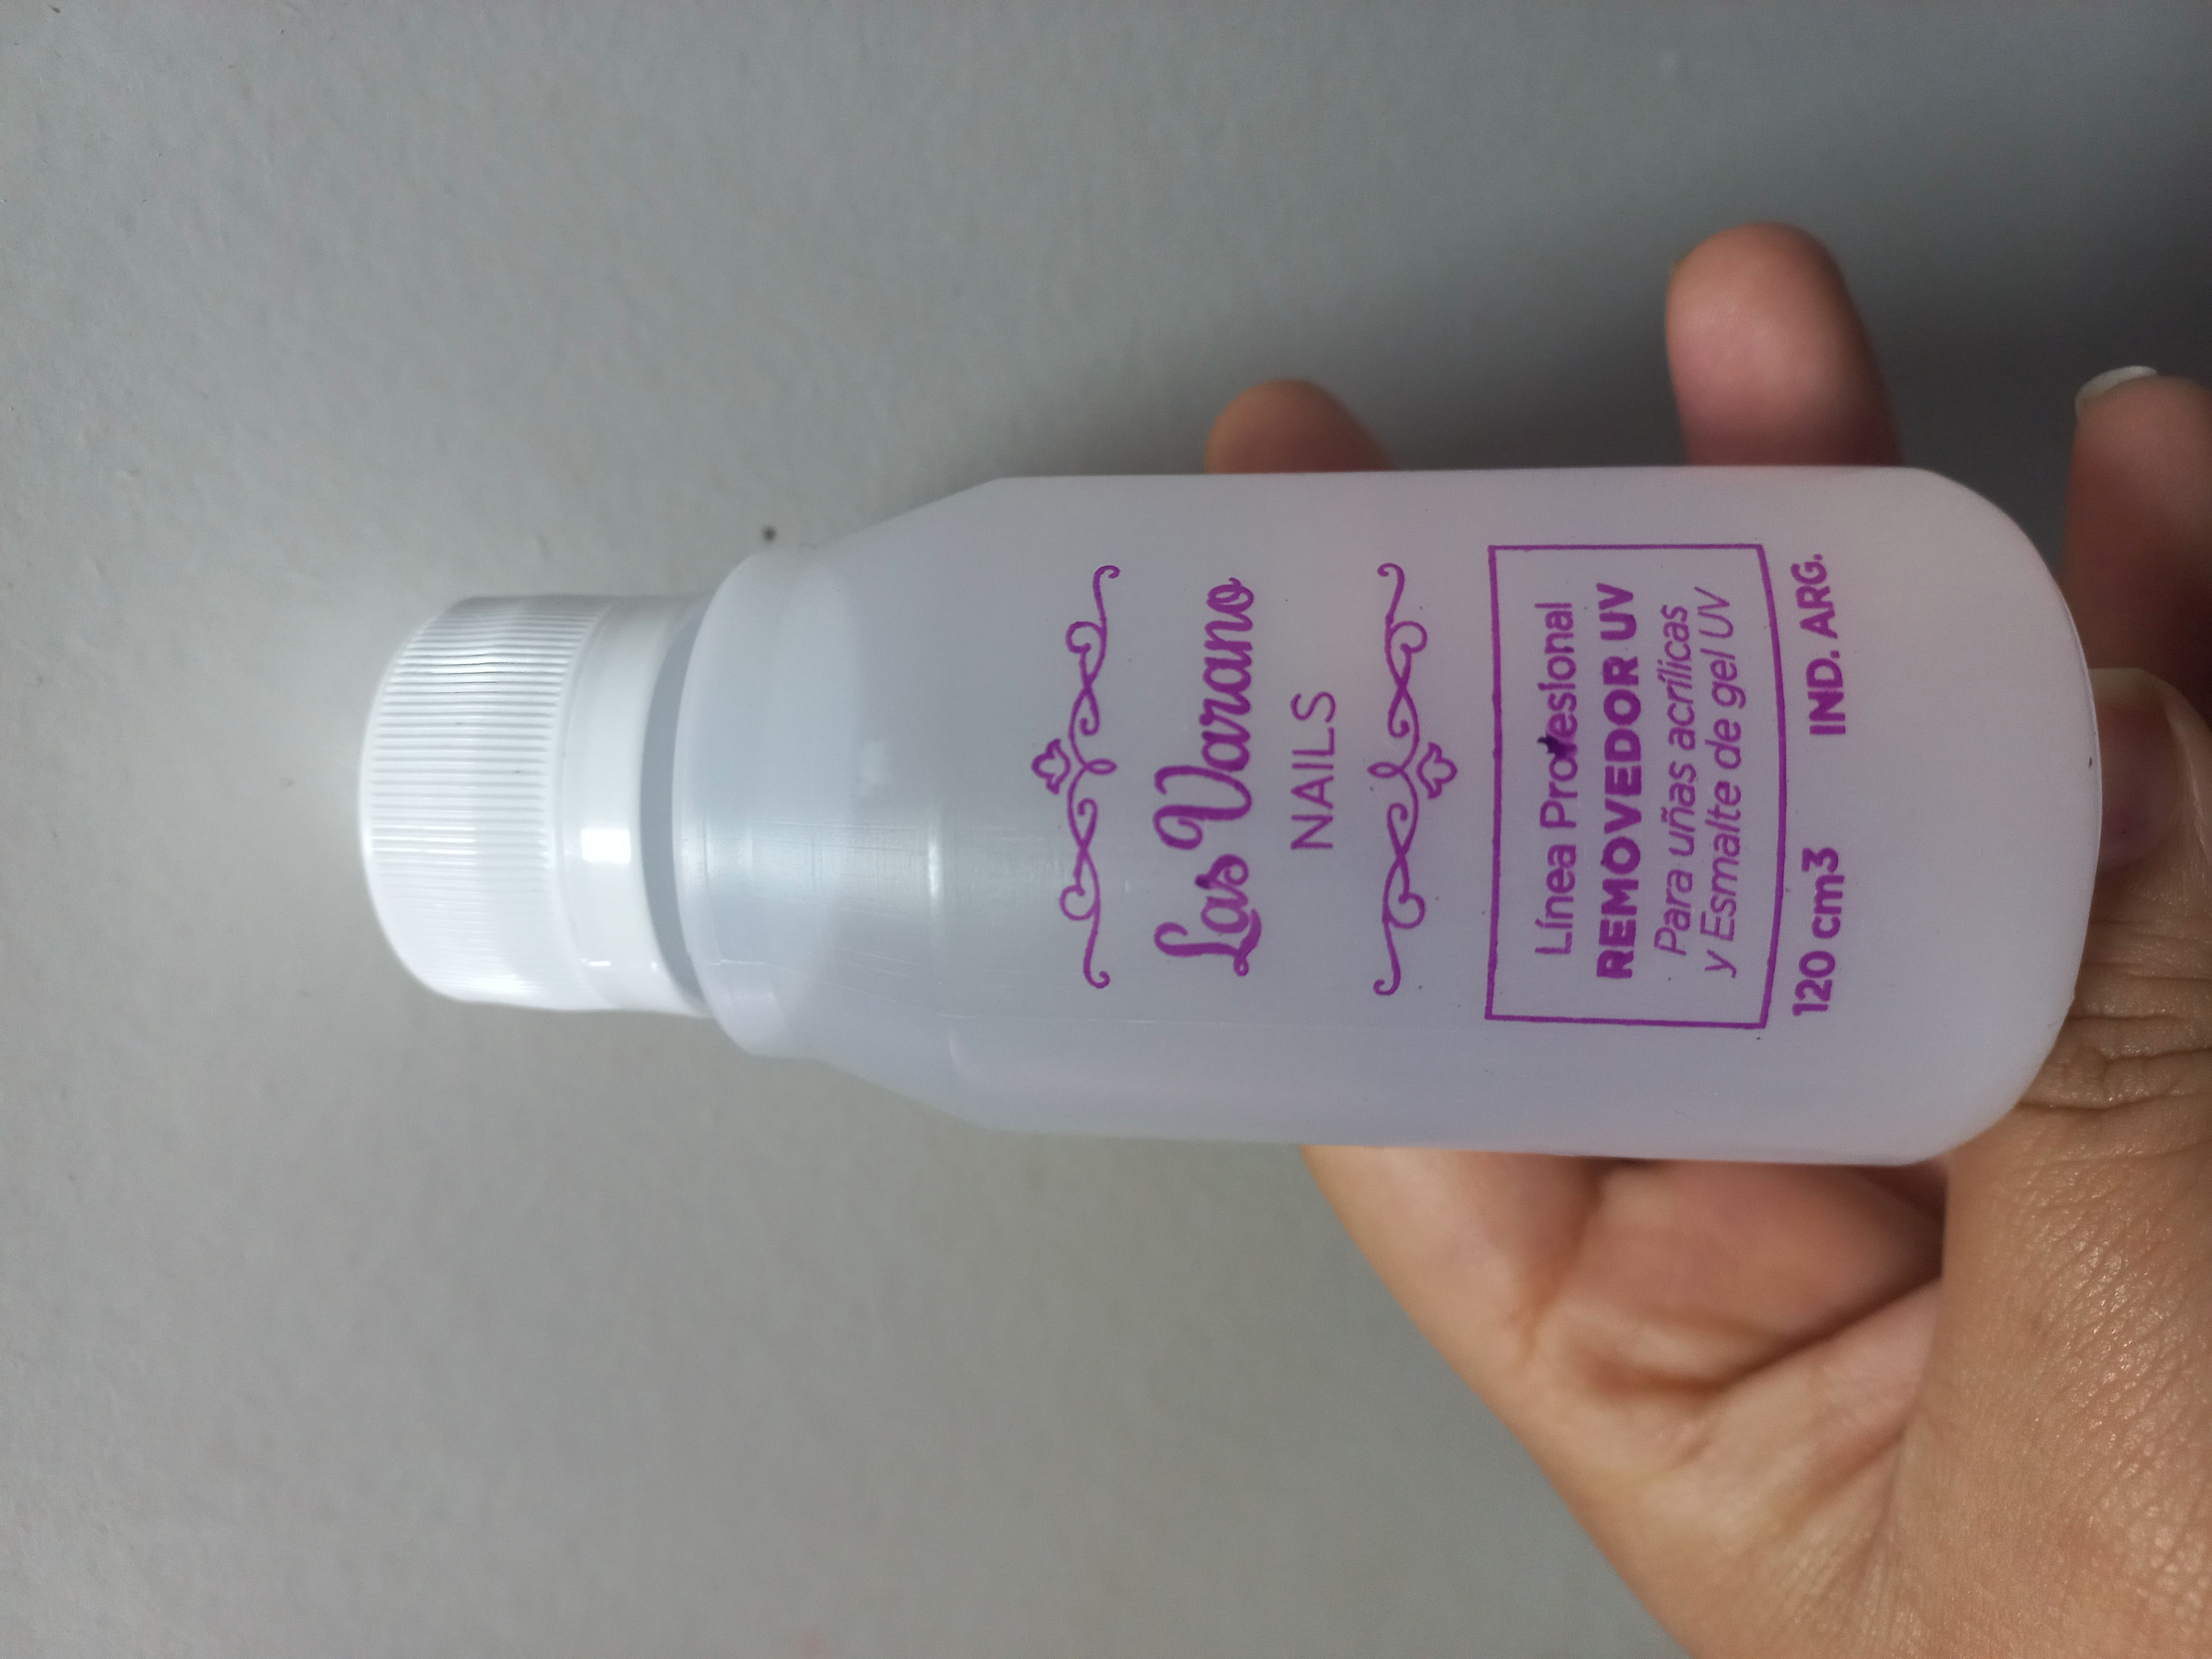 Las Varano
NAILS
Línea Profesional
REMOVEDOR UV
Para uñas acrílicas
y Esmalte de gel UV
120 cm3 IND. ARG.